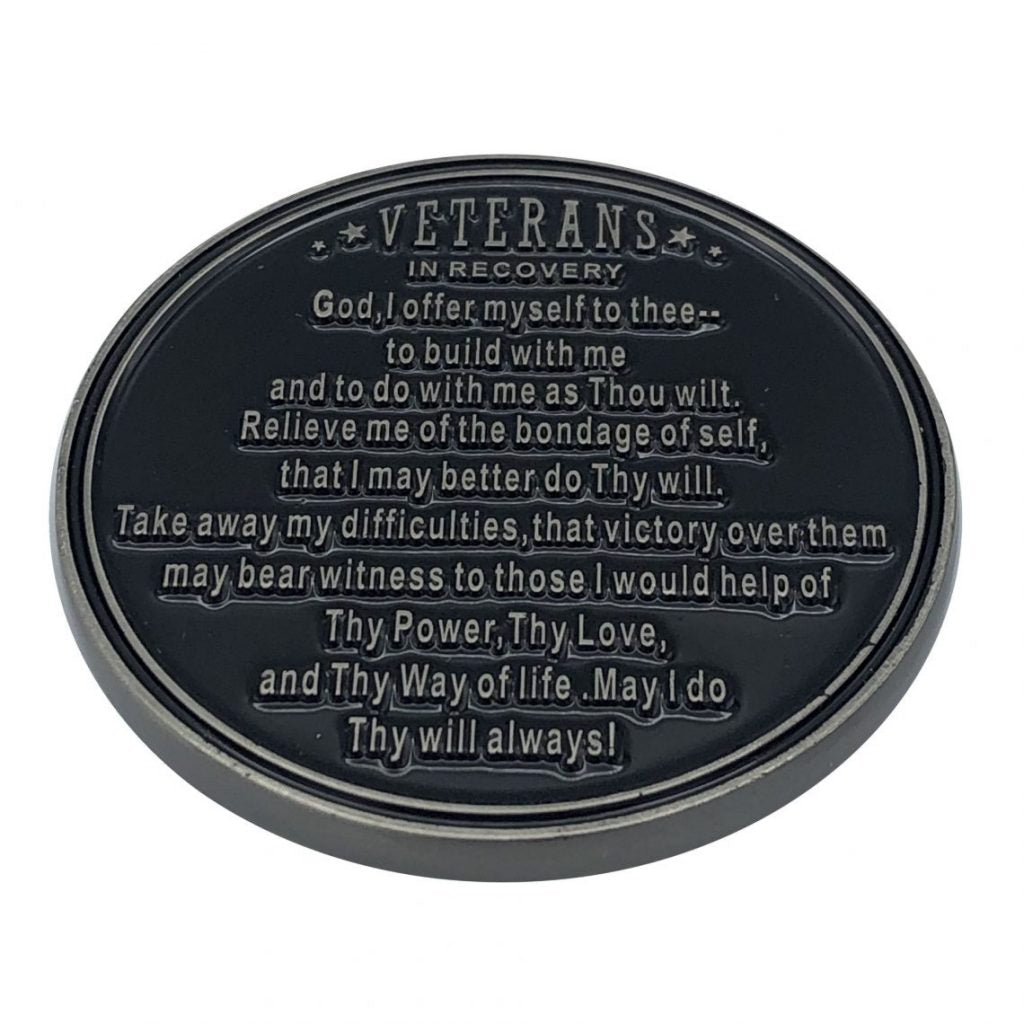 VETERANS
IN RECOVERY
God,I offer myself to thee--
to build with me
and to do with me as Thou wilt.
Relieve me of the bondage of self,
that I may better do Thy will.
Take away my difficulties,that victory over them
may bear witness to those I would help of
Thy Power,Thy Love,
and Thy Way of life .May I do
Thy will always!